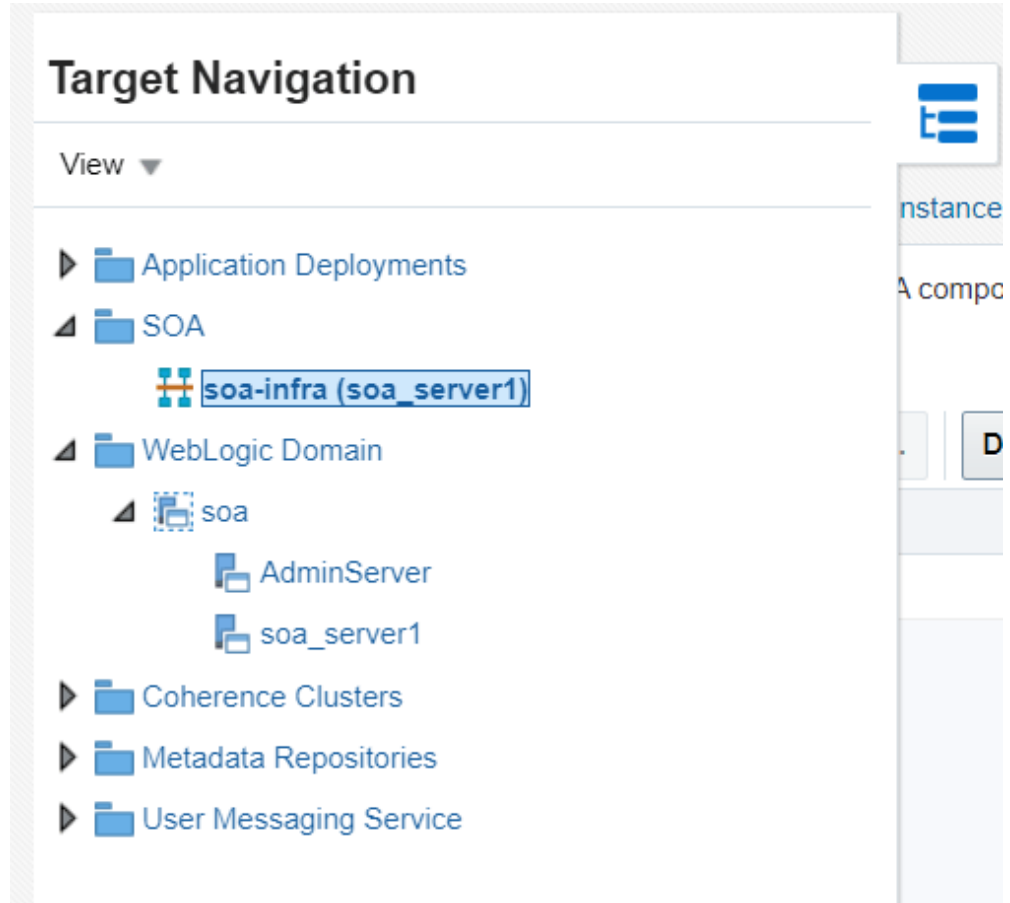 Target Navigation
View
nstance
Application Deployments
A compo
SOA
soa-infra (soa_server1)
WebLogic Domain
D
soa
AdminServer
soa_server1
Coherence Clusters
Metadata Repositories
User Messaging Service